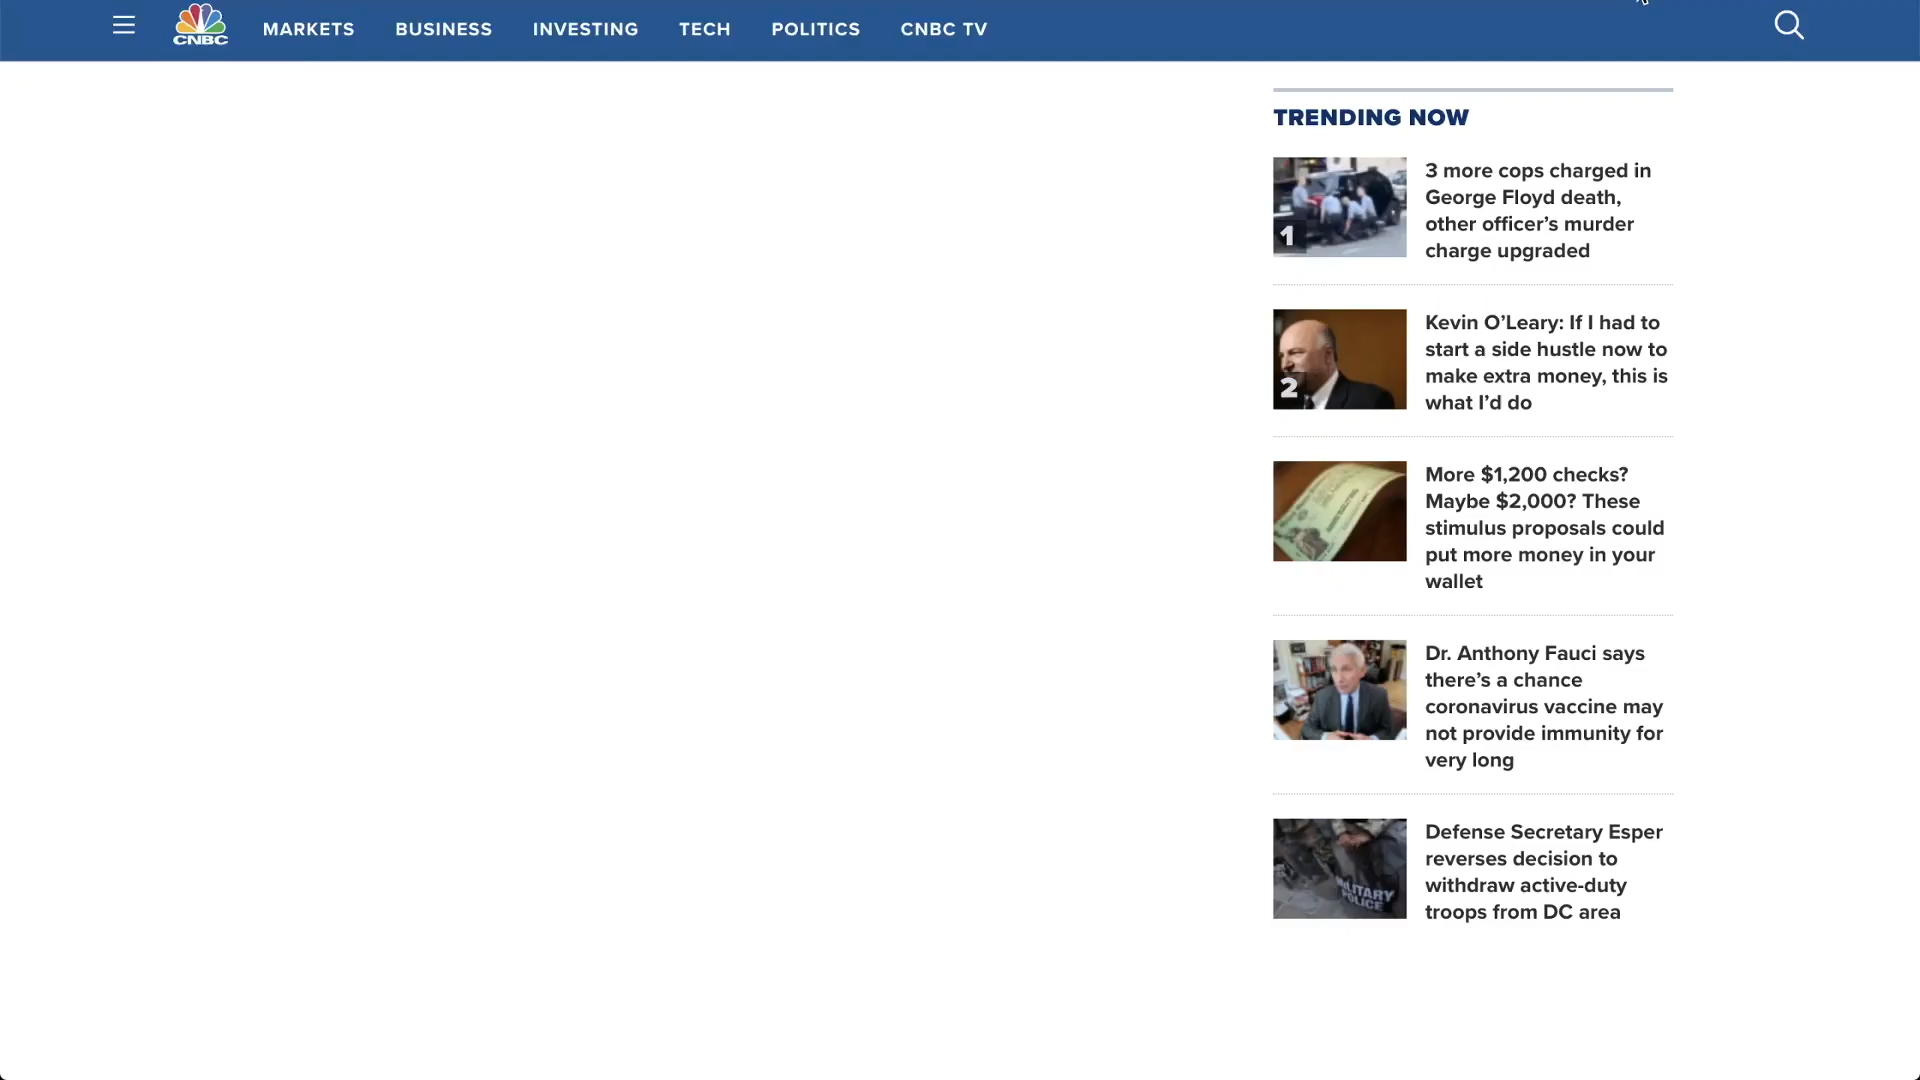 CNBC
MARKETS
BUSINESS
INVESTING
TECH
POLITICS
CNBC TV
TRENDING NOW
1
3 more cops charged in
George Floyd death,
other officer’s murder
charge upgraded
2
Kevin O’Leary: If I had to
start a side hustle now to
make extra money, this is
what I’d do
More $1,200 checks?
Maybe $2,000? These
stimulus proposals could
put more money in your
wallet
Dr. Anthony Fauci says
there’s a chance
coronavirus vaccine may
not provide immunity for
very long
MILITARY
POLICE
Defense Secretary Esper
reverses decision to
withdraw active-duty
troops from DC area